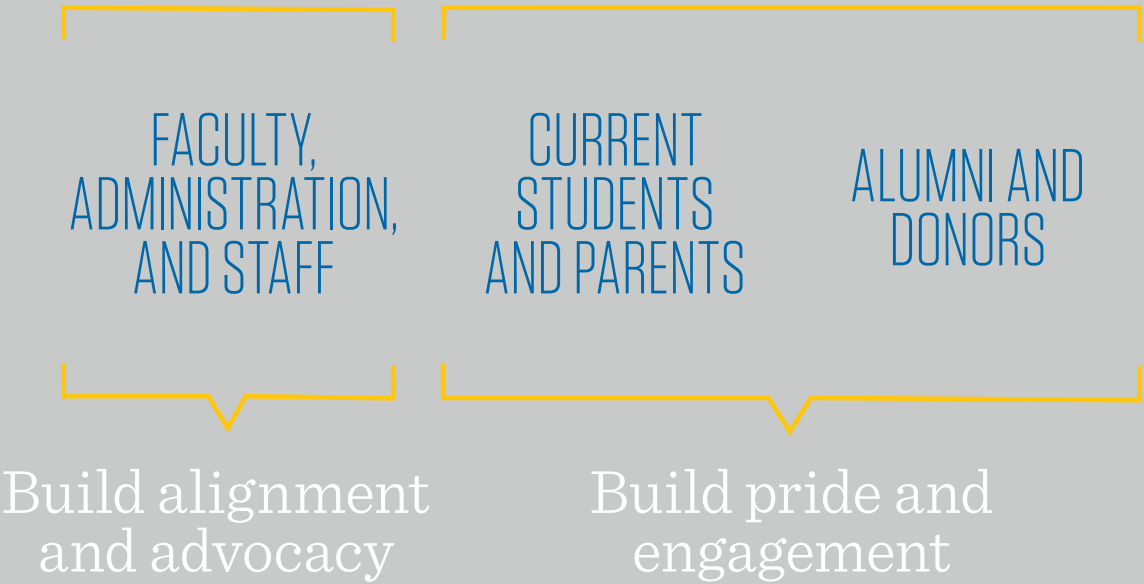 FACULTY,
ADMINISTRATION,
AND STAFF
CURRENT
STUDENTS
AND PARENTS
ALUMNI AND
DONORS
Build alignment
and advocacy
Build pride and
engagement